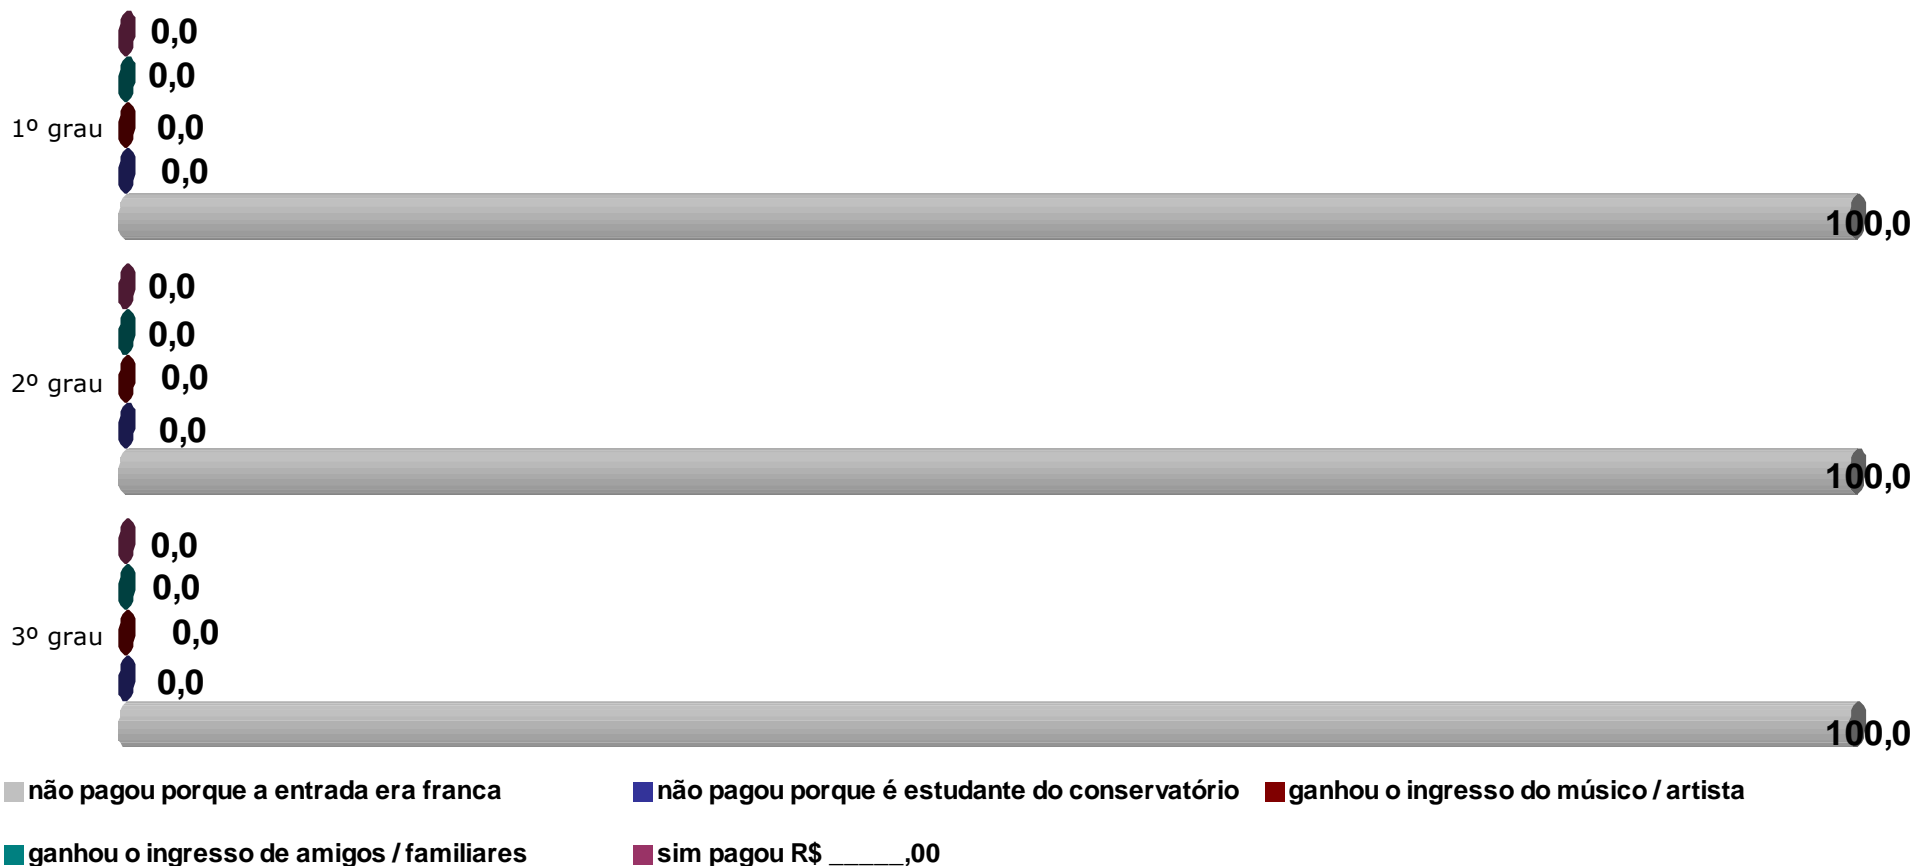 0,0
0,0
1º grau
0,0
0,0
100,0
0,0
0,0
2º grau
0,0
0,0
100,0
0,0
0,0
3º grau
0,0
0,0
100,0
não pagou porque a entrada era franca
não pagou porque é estudante do conservatório
ganhou o ingresso do músico / artista
ganhou o ingresso de amigos / familiares
sim pagou R$ _____,00